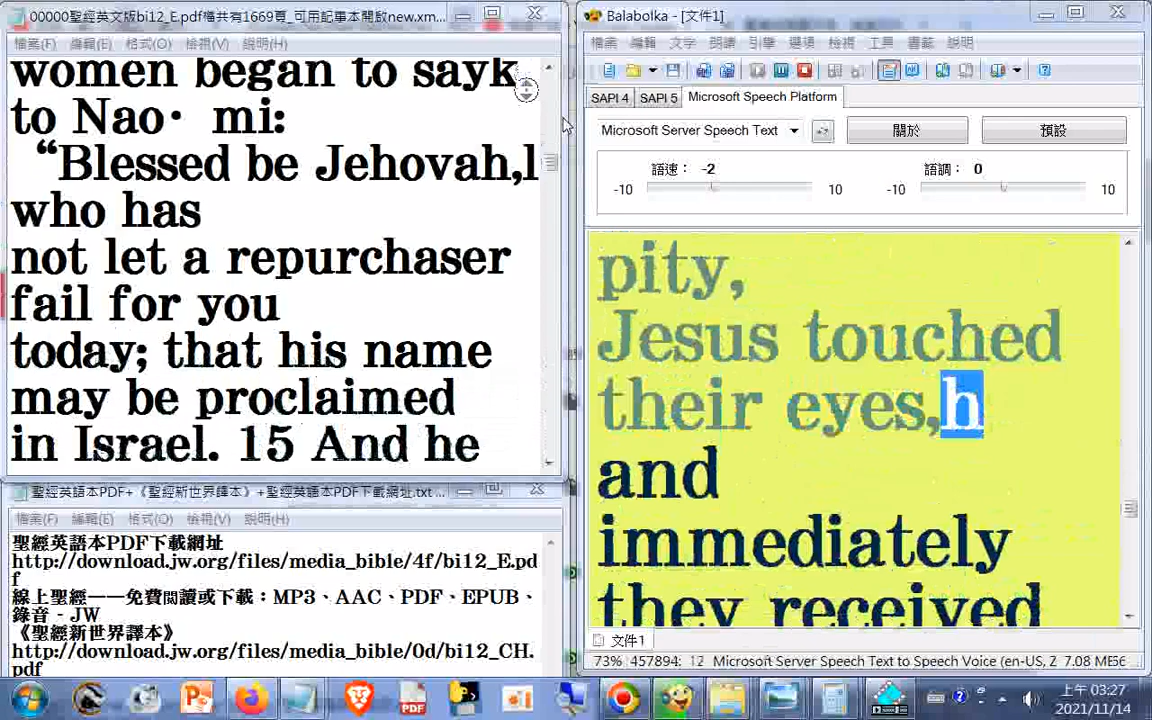 00000聖經英文版bi12_E.pdf檔共有1669頁_可用記事本開啟new.xm...
檔案(F) 編輯(E) 格式(O) 檢視(V) 說明(H)
women began to sayk
to Nao· mi:
“Blessed be Jehovah,l
who has
not let a repurchaser
fail for you
today; that his name
may be proclaimed
in Israel. 15 And he
聖經英語本PDF+《聖經新世界譯本》+聖經英語本PDF下載網址.txt ...
檔案(F) 編輯(E) 格式(O) 檢視(V) 說明(H)
聖經英語本PDF下載網址
http://download.jw.org/files/media_bible/4f/bi12_E.pd
f
線上聖經——免費閱讀或下載：MP3、AAC、PDF、EPUB、
錄音 - JW
《聖經新世界譯本》
http://download.jw.org/files/media_bible/0d/bi12_CH.
pdf
Balabolka - [文件1]
檔案 編輯 文字 朗讀 引擎 選項 檢視 工具 書籤 說明
SAPI 4 SAPI 5 Microsoft Speech Platform
Microsoft Server Speech Text 關於 預設
語速： -2 語調： 0
-10 10 -10 10
pity,
Jesus touched
their eyes,h
and
immediately
they received
文件1
73% 457894: 12 Microsoft Server Speech Text to Speech Voice (en-US, 2 7.08 ME56
上午 03:27
2021/11/14